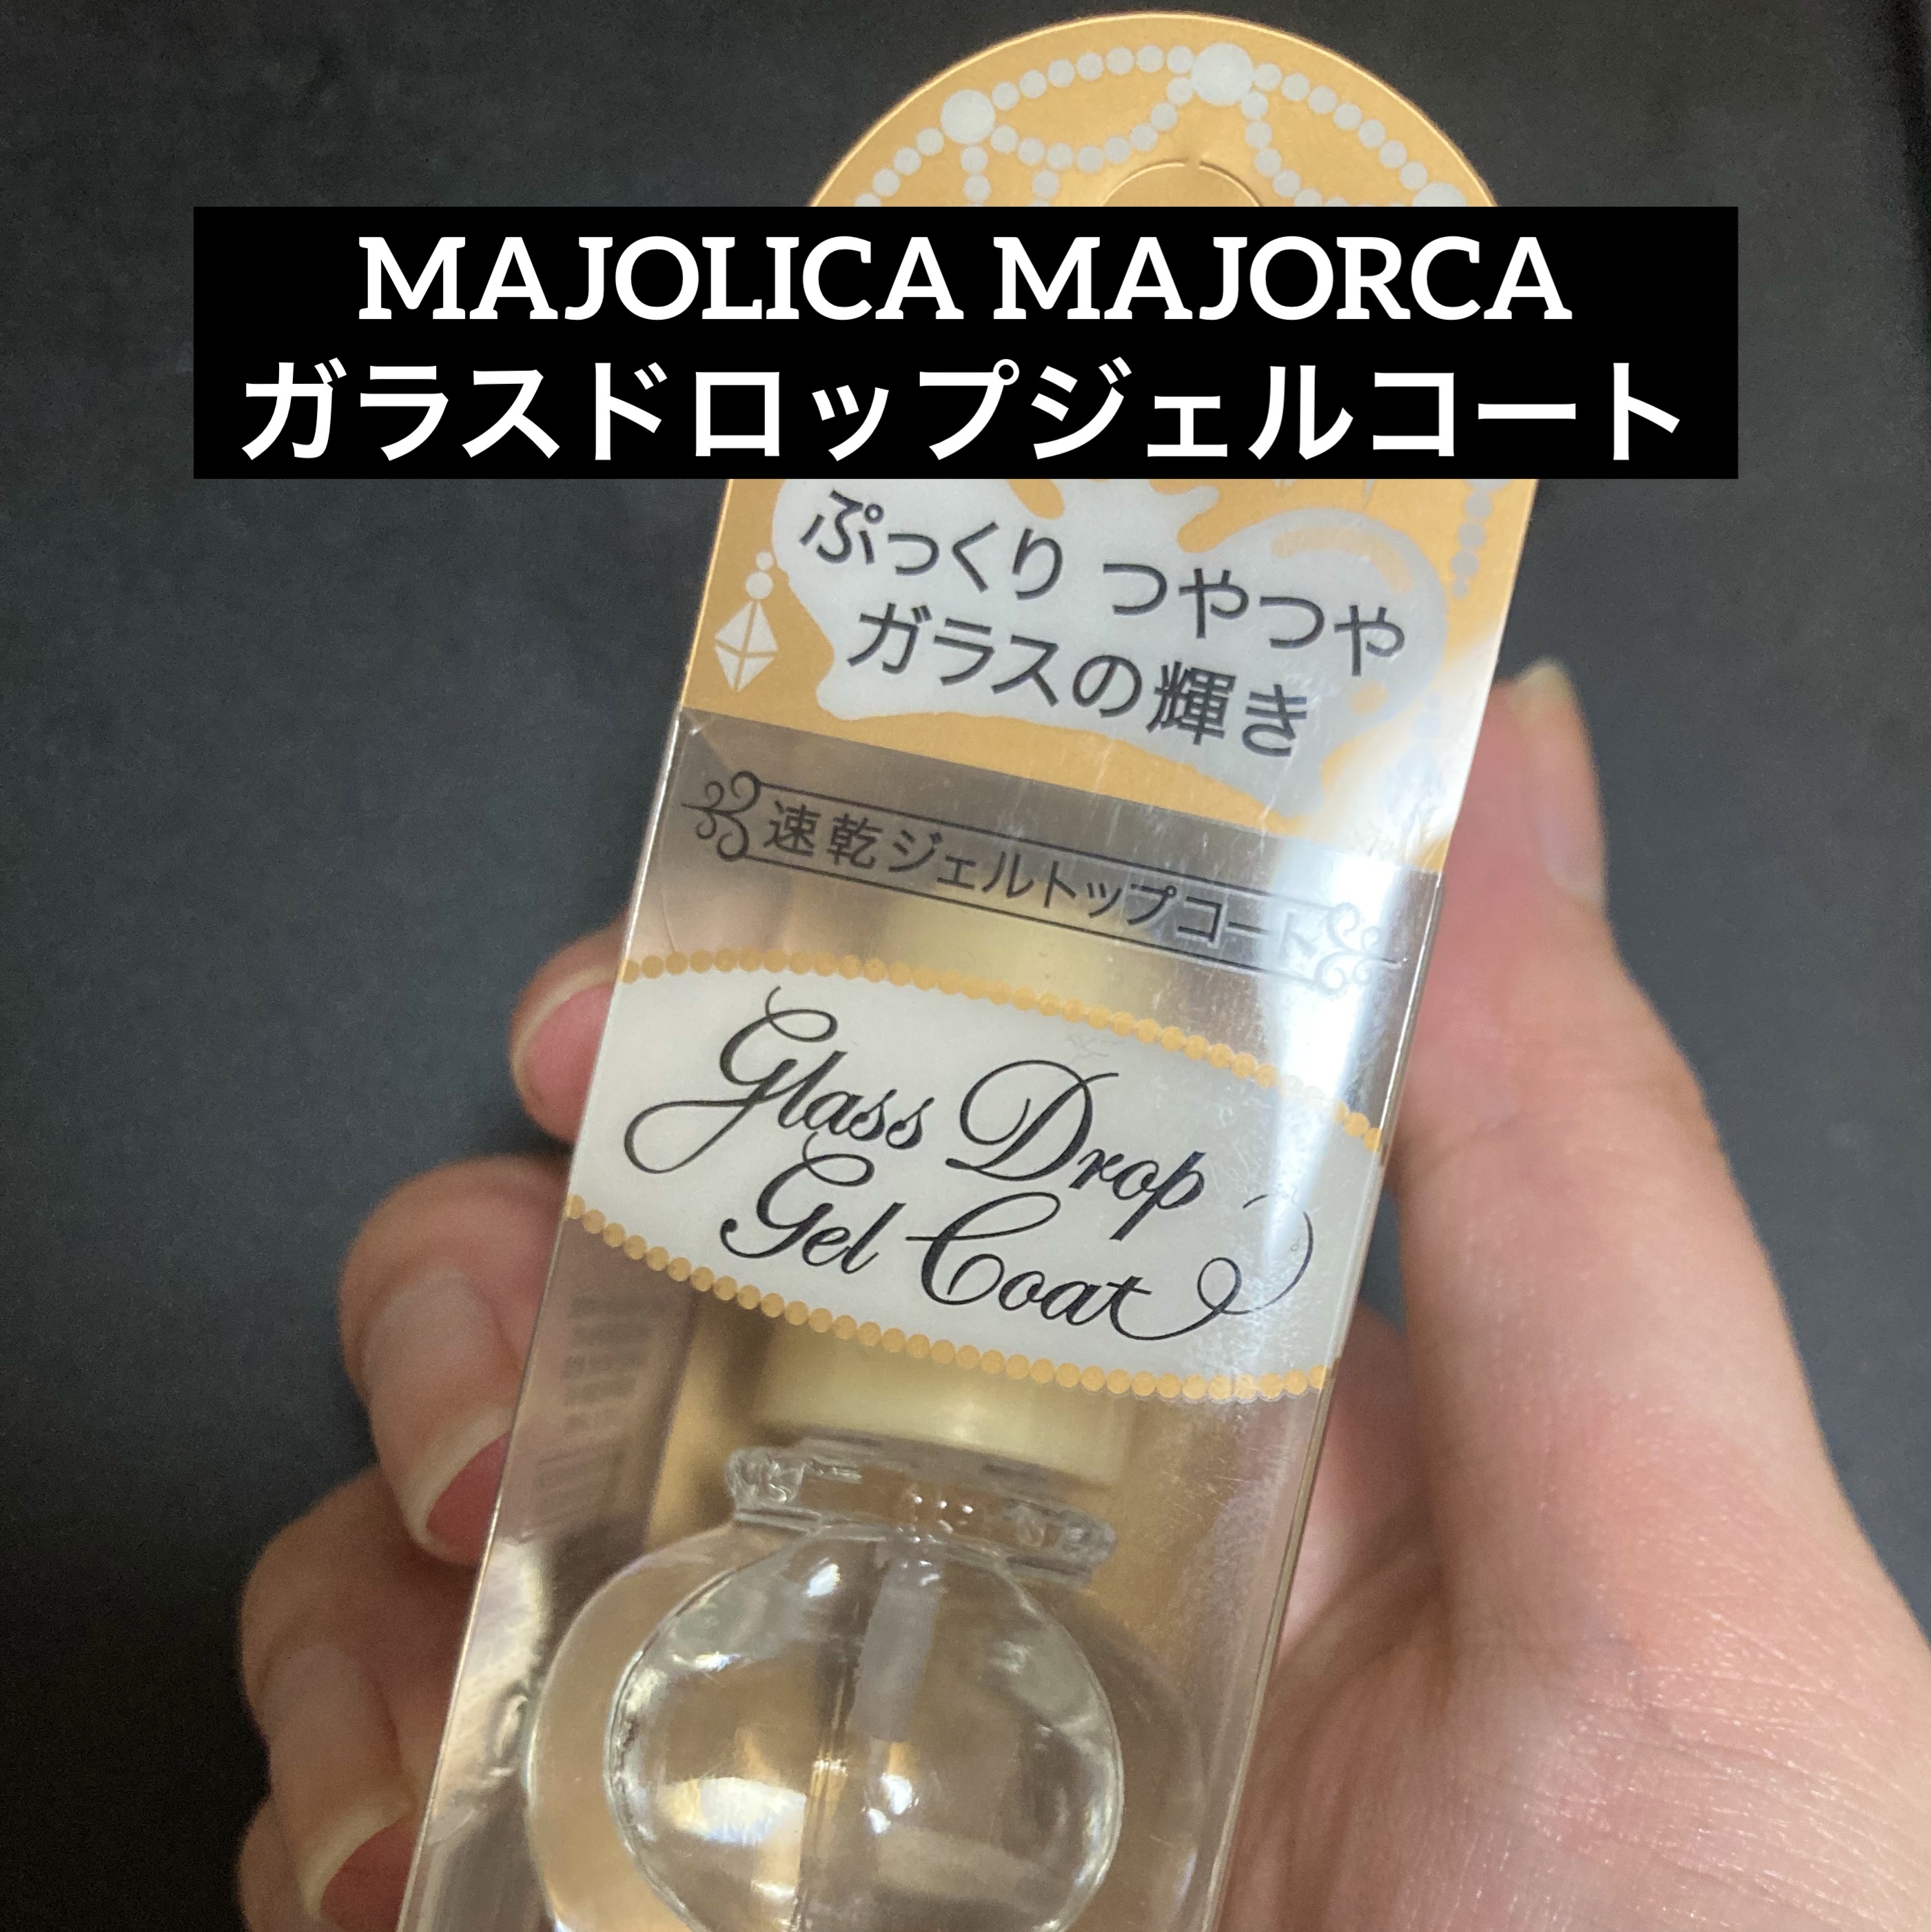 MAJOLICA MAJORCA
ガラスドロップジェルコート
ぷっくり つやつや
ガラスの輝き
速乾ジェルトップコート
Glass Drop
Gel Coat